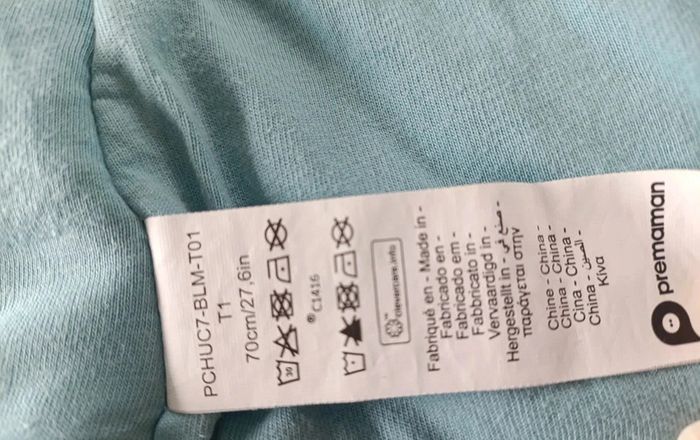 PCHUC7-BLM-T01
T1
70cm/27,6in
30
® C1416
clevercare.info
Fabriqué en - Made in -
Fabricado en -
Fabricado em -
Fabbricato in -
Vervaardigd in -
Hergestellt in - صنع في -
παράγεται στην
Chine - China -
China - China -
Cina - China -
China - الصين -
Κίνα
premaman